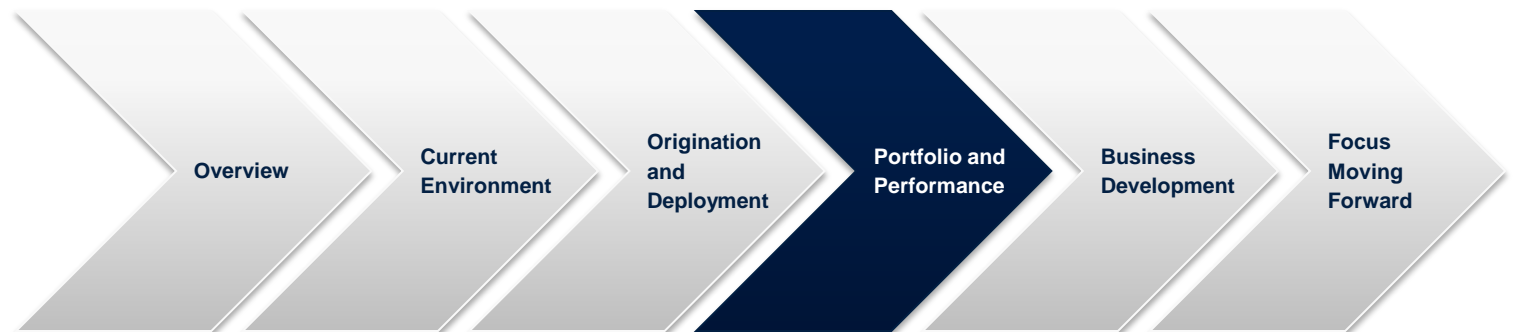 Overview
Current
Environment
Origination
and
Deployment
Portfolio and
Performance
Business
Development
Focus
Moving
Forward